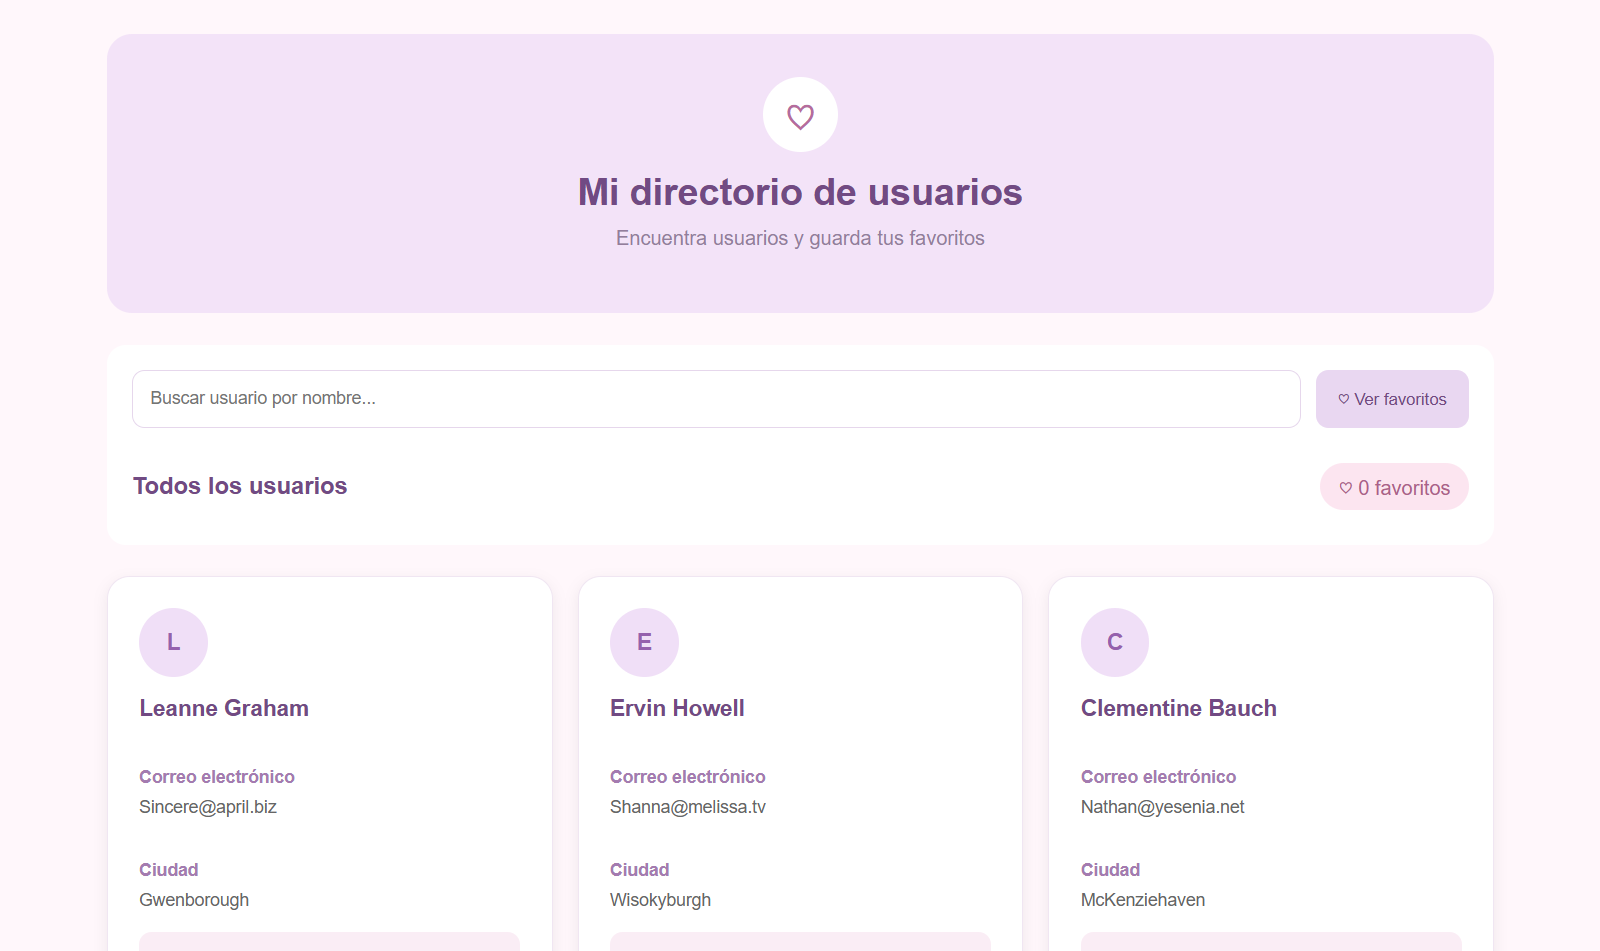 Mi directorio de usuarios
Encuentra usuarios y guarda tus favoritos
Buscar usuario por nombre...
♡ Ver favoritos
Todos los usuarios
♡ 0 favoritos
L
Leanne Graham
Correo electrónico
Sincere@april.biz
Ciudad
Gwenborough
E
Ervin Howell
Correo electrónico
Shanna@melissa.tv
Ciudad
Wisokyburgh
C
Clementine Bauch
Correo electrónico
Nathan@yesenia.net
Ciudad
McKenziehaven